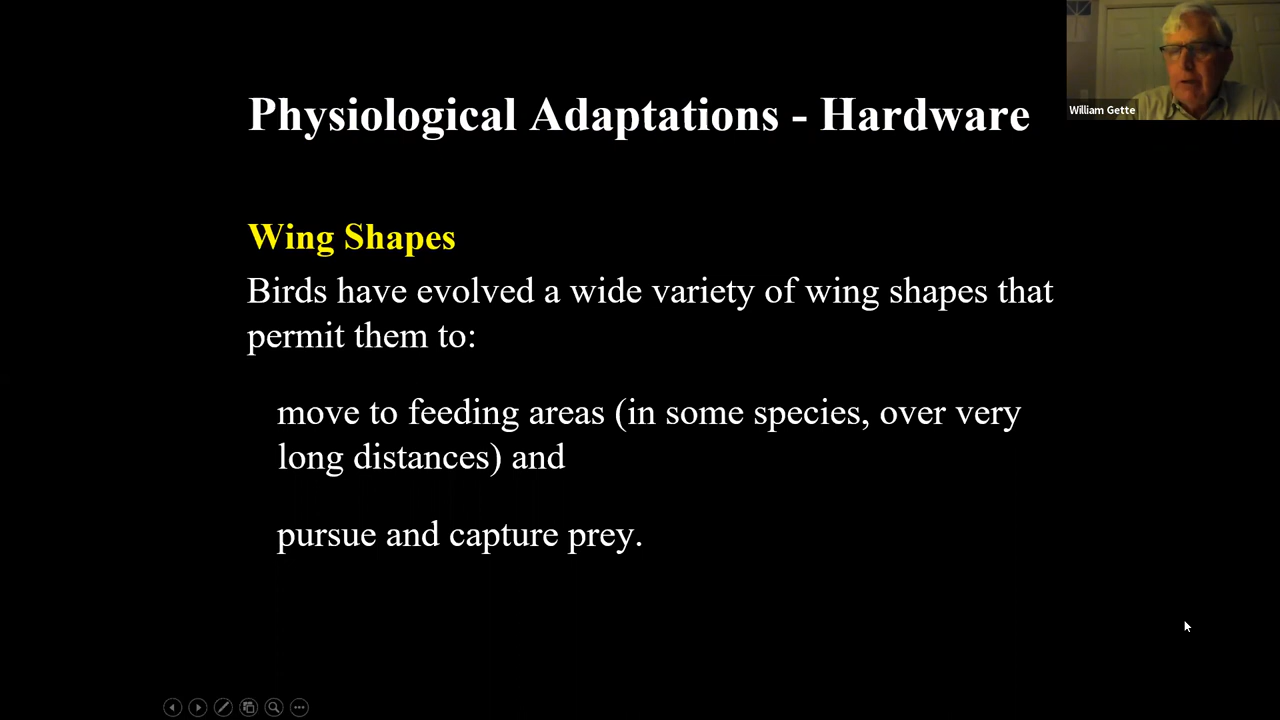 Physiological Adaptations - Hardware
William Gette
Wing Shapes
Birds have evolved a wide variety of wing shapes that
permit them to:
move to feeding areas (in some species, over very
long distances) and
pursue and capture prey.